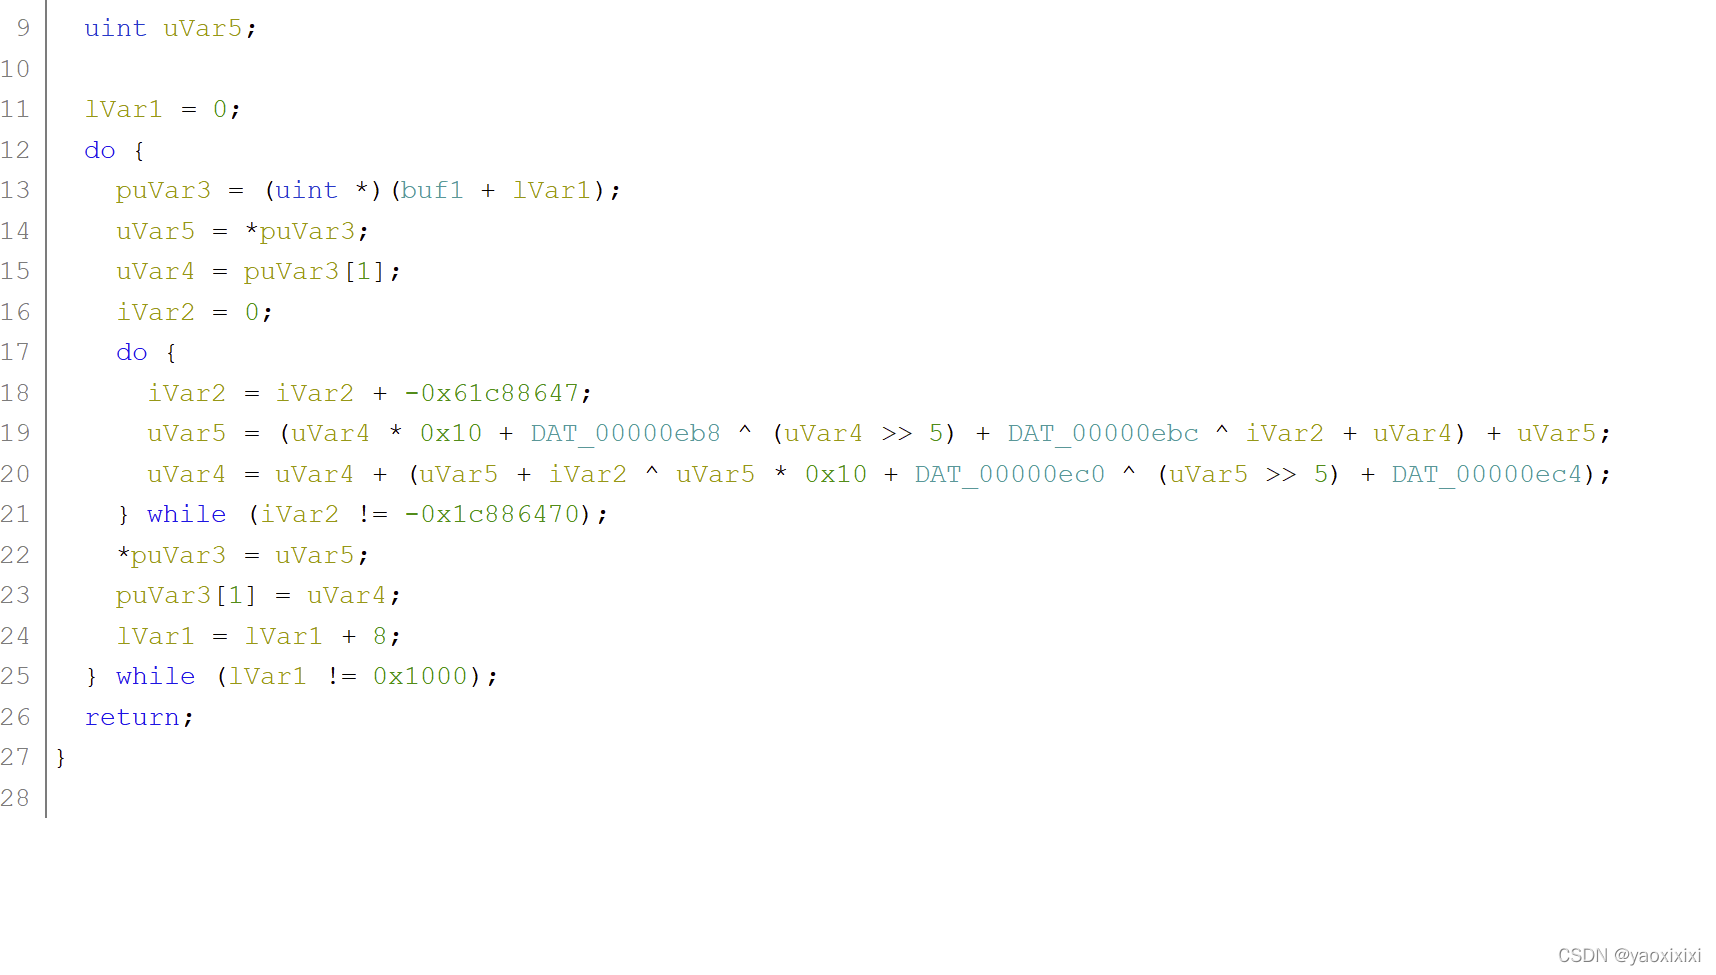 9 uint uVar5;
10
11 lVar1 = 0;
12 do {
13 puVar3 = (uint *)(buf1 + lVar1);
14 uVar5 = *puVar3;
15 uVar4 = puVar3[1];
16 iVar2 = 0;
17 do {
18 iVar2 = iVar2 + -0x61c88647;
19 uVar5 = (uVar4 * 0x10 + DAT_00000eb8 ^ (uVar4 >> 5) + DAT_00000ebc ^ iVar2 + uVar4) + uVar5;
20 uVar4 = uVar4 + (uVar5 + iVar2 ^ uVar5 * 0x10 + DAT_00000ec0 ^ (uVar5 >> 5) + DAT_00000ec4);
21 } while (iVar2 != -0x1c886470);
22 *puVar3 = uVar5;
23 puVar3[1] = uVar4;
24 lVar1 = lVar1 + 8;
25 } while (lVar1 != 0x1000);
26 return;
27 }
28
CSDN @yaoxixixi